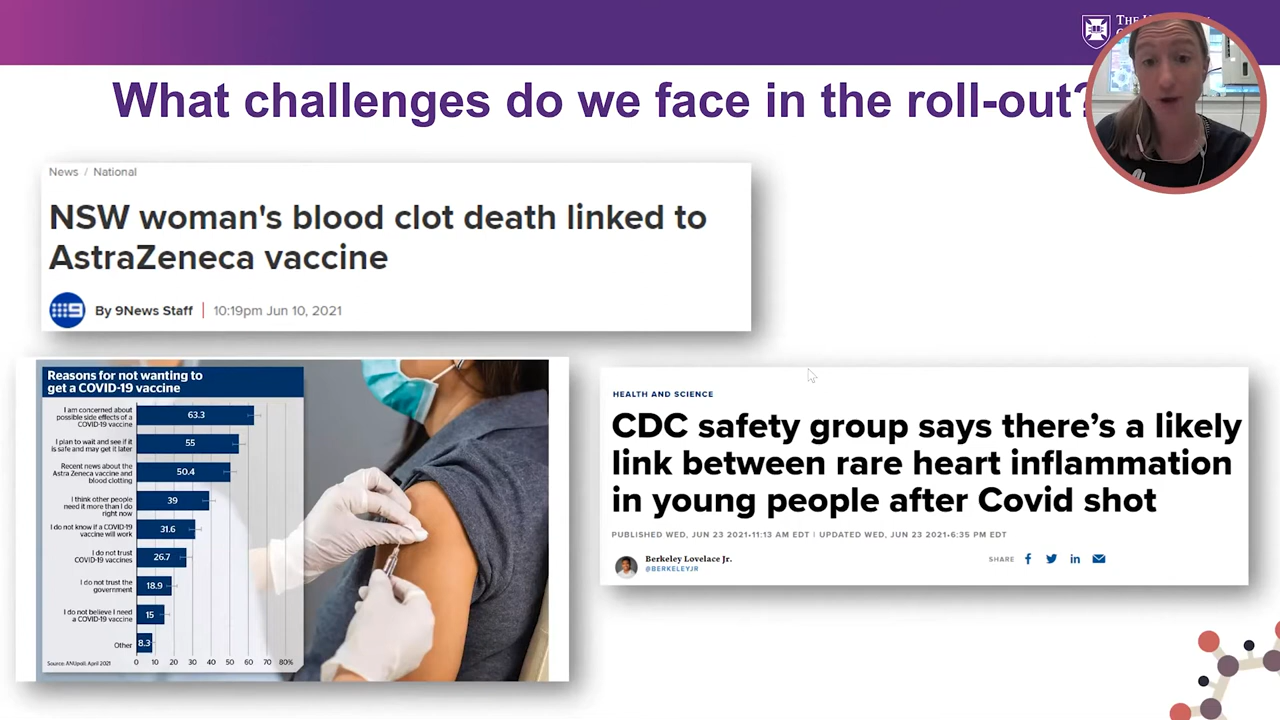 What challenges do we face in the roll-out?
News / National
NSW woman's blood clot death linked to
AstraZeneca vaccine
By 9News Staff | 10:19pm Jun 10, 2021
Reasons for not wanting to
get a COVID-19 vaccine
I am concerned about
possible side effects of a
COVID-19 vaccine
63.3
I plan to wait and see if it
is safe and may get it later
55
Recent news about the
Astra Zeneca vaccine and
blood clotting
50.4
I think other people
need it more than I do
right now
39
I do not know if a COVID-19
vaccine will work
31.6
I do not trust
COVID-19 vaccines
26.7
I do not trust the
government
18.9
I do not believe I need
a COVID-19 vaccine
15
Other
8.3
0 10 20 30 40 50 60 70 80%
Source: ANUpoll, April 2021
HEALTH AND SCIENCE
CDC safety group says there’s a likely
link between rare heart inflammation
in young people after Covid shot
PUBLISHED WED, JUN 23 2021•11:13 AM EDT | UPDATED WED, JUN 23 2021•6:35 PM EDT
Berkeley Lovelace Jr.
@BERKELEYJR
SHARE